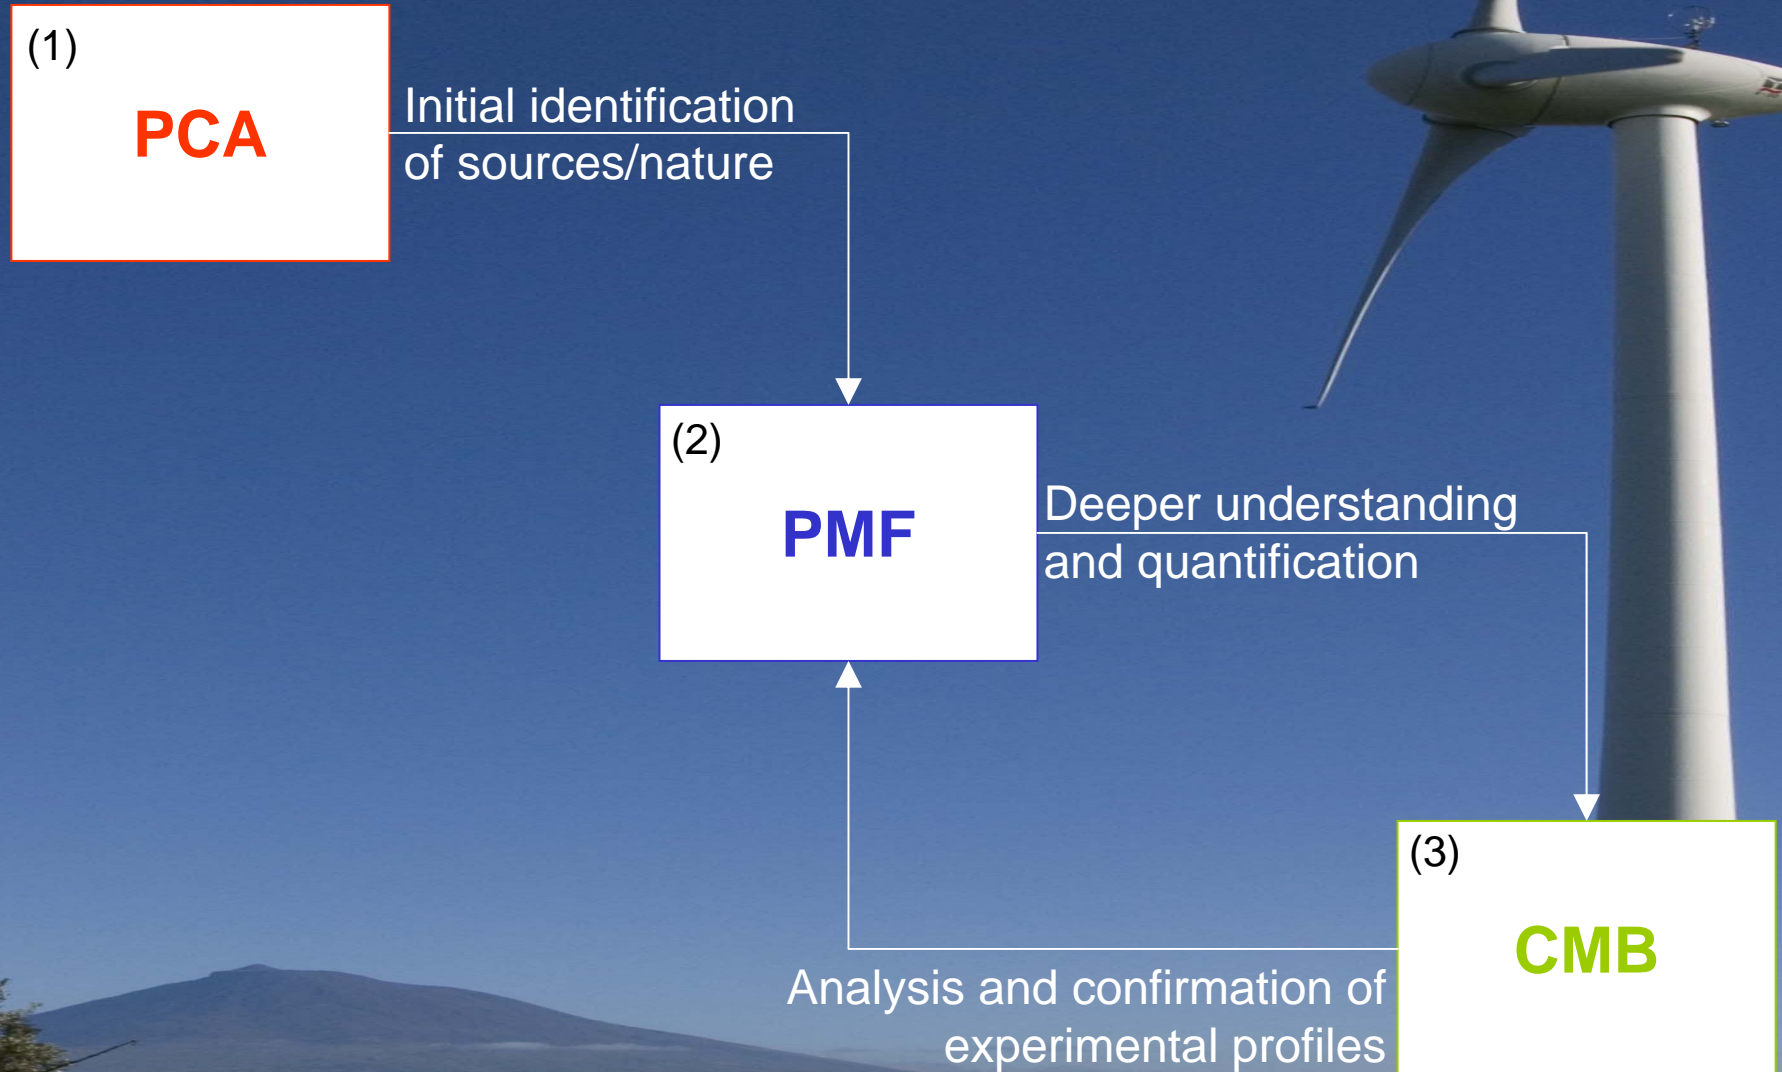 (1)
PCA
Initial identification
of sources/nature
(2)
PMF
Deeper understanding
and quantification
(3)
CMB
Analysis and confirmation of
experimental profiles